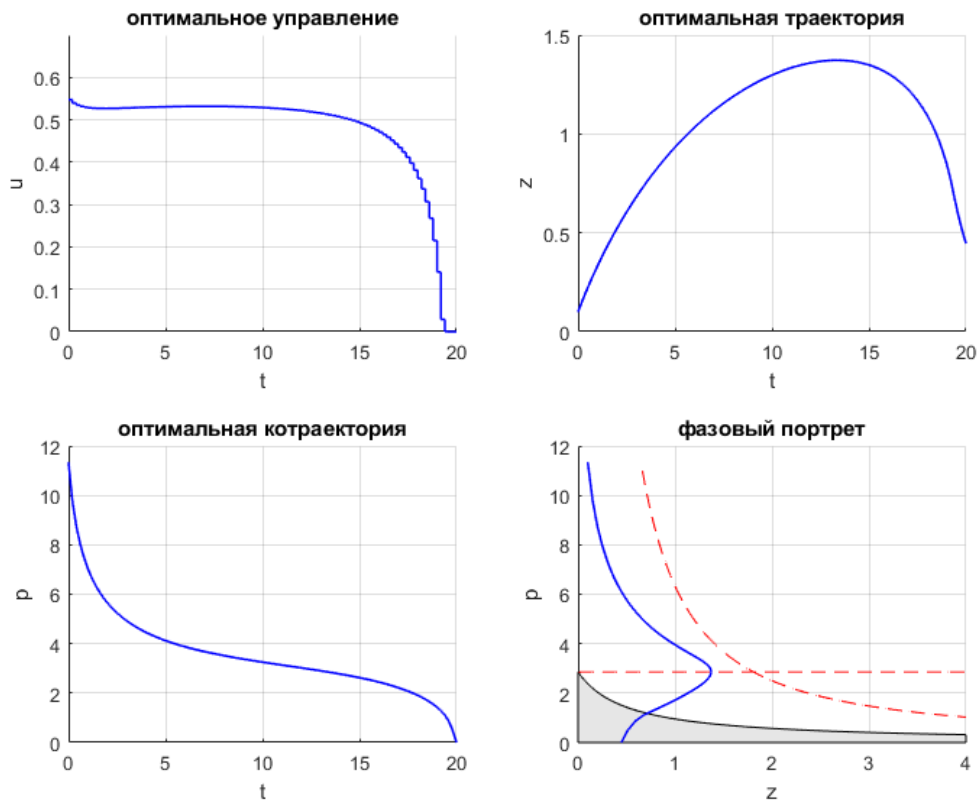 оптимальное управление
0.6
0.5
0.4
0.3
0.2
0.1
0
u
0 5 10 15 20
t
оптимальная траектория
1.5
1
0.5
0
z
0 5 10 15 20
t
оптимальная котраектория
12
10
8
6
4
2
0
p
0 5 10 15 20
t
фазовый портрет
12
10
8
6
4
2
0
p
0 1 2 3 4
z